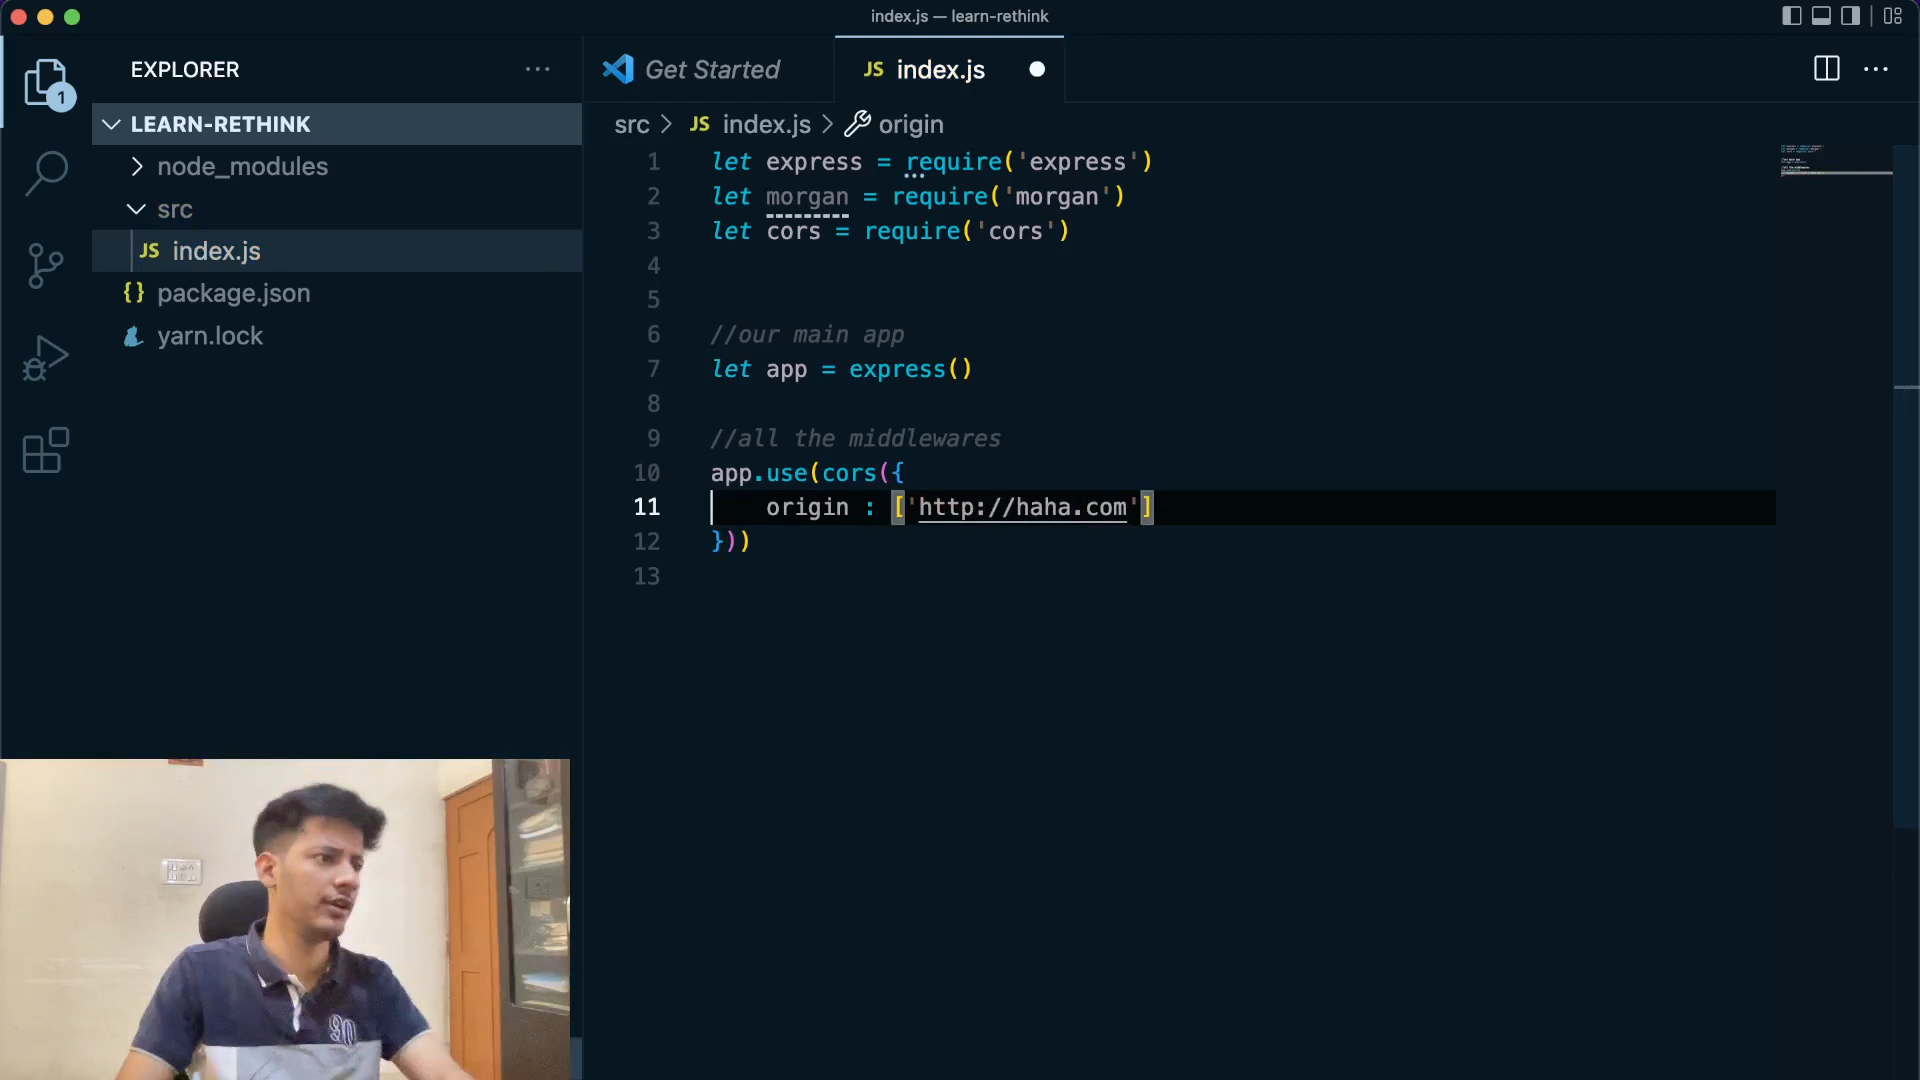 index.js — learn-rethink
EXPLORER
1
LEARN-RETHINK
node_modules
src
JS index.js
{} package.json
yarn.lock
Get Started
JS index.js
src > JS index.js > origin
1 let express = require('express')
2 let morgan = require('morgan')
3 let cors = require('cors')
4
5
6 //our main app
7 let app = express()
8
9 //all the middlewares
10 app.use(cors({
11 origin : ['http://haha.com']
12 }))
13